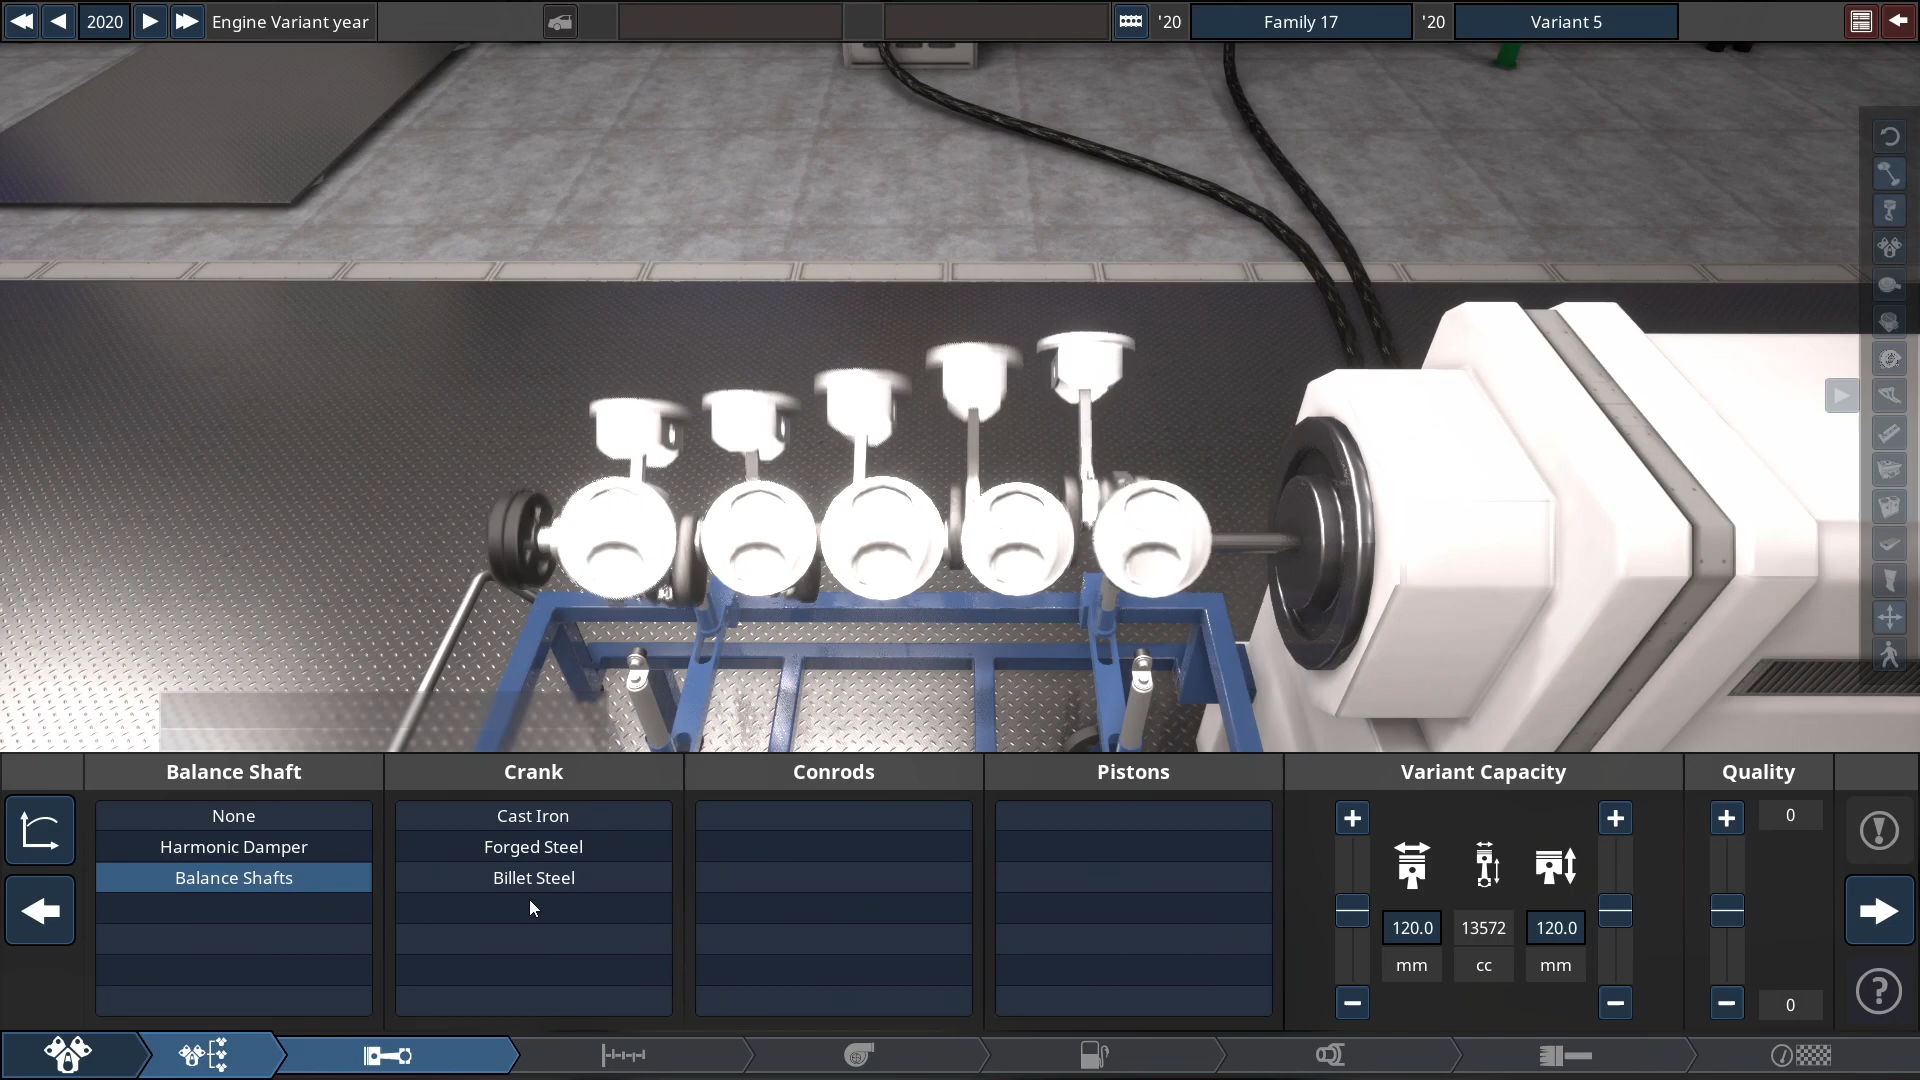 2020 Engine Variant year '20 Family 17 '20 Variant 5
Balance Shaft Crank Conrods Pistons Variant Capacity Quality
None Cast Iron 0
Harmonic Damper Forged Steel
Balance Shafts Billet Steel
120.0 13572 120.0
mm cc mm
0